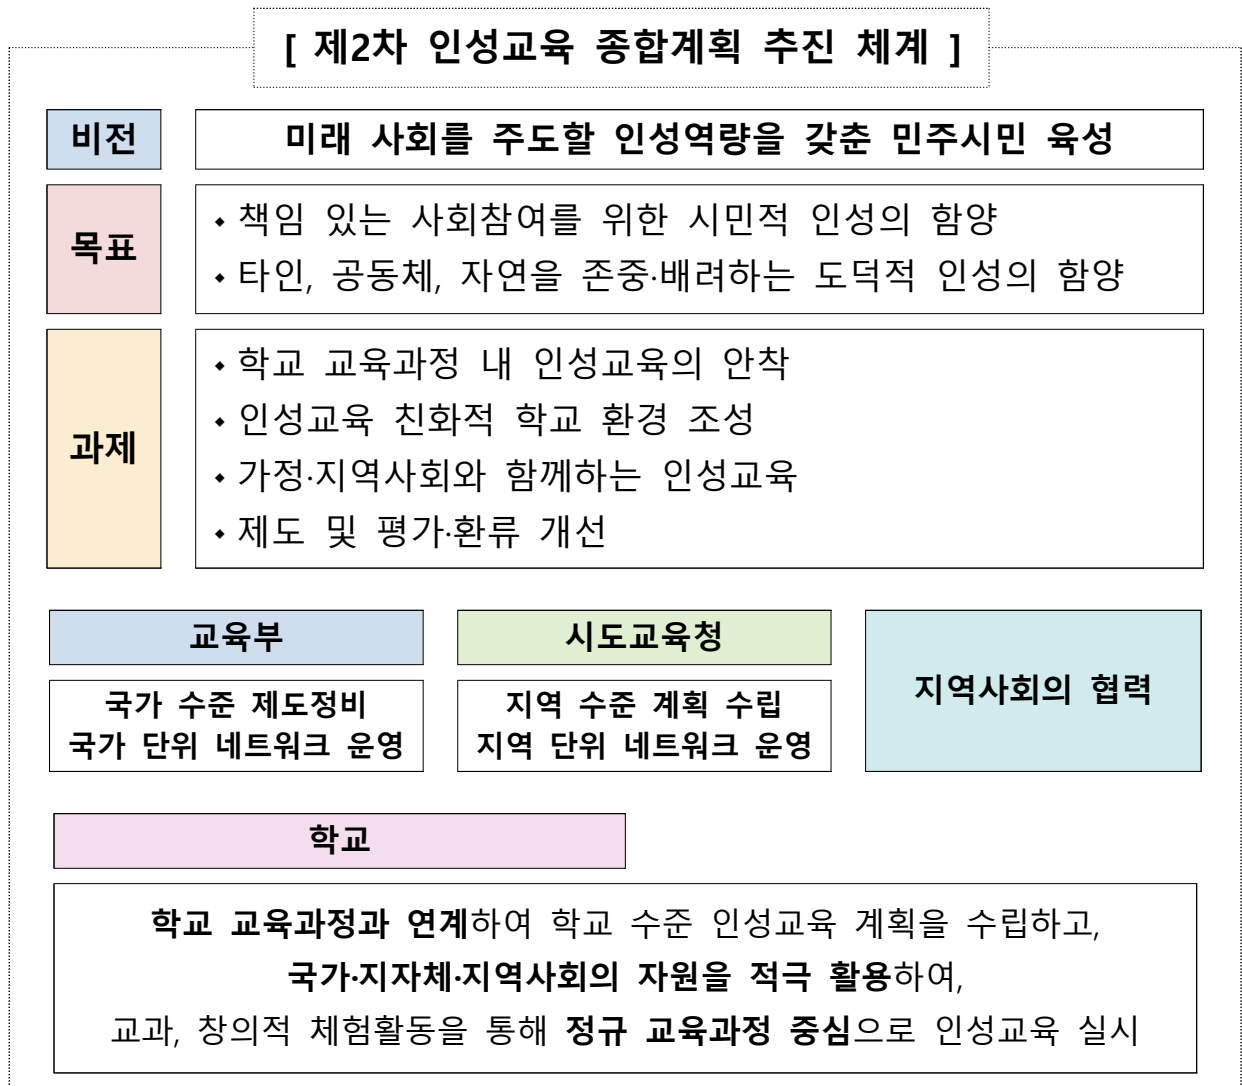 [ 제2차 인성교육 종합계획 추진 체계 ]
비전
미래 사회를 주도할 인성역량을 갖춘 민주시민 육성
목표
⬩ 책임 있는 사회참여를 위한 시민적 인성의 함양
⬩ 타인, 공동체, 자연을 존중·배려하는 도덕적 인성의 함양
과제
⬩ 학교 교육과정 내 인성교육의 안착
⬩ 인성교육 친화적 학교 환경 조성
⬩ 가정·지역사회와 함께하는 인성교육
⬩ 제도 및 평가·환류 개선
교육부
국가 수준 제도정비
국가 단위 네트워크 운영
시도교육청
지역 수준 계획 수립
지역 단위 네트워크 운영
지역사회의 협력
학교
학교 교육과정과 연계하여 학교 수준 인성교육 계획을 수립하고,
국가·지자체·지역사회의 자원을 적극 활용하여,
교과, 창의적 체험활동을 통해 정규 교육과정 중심으로 인성교육 실시